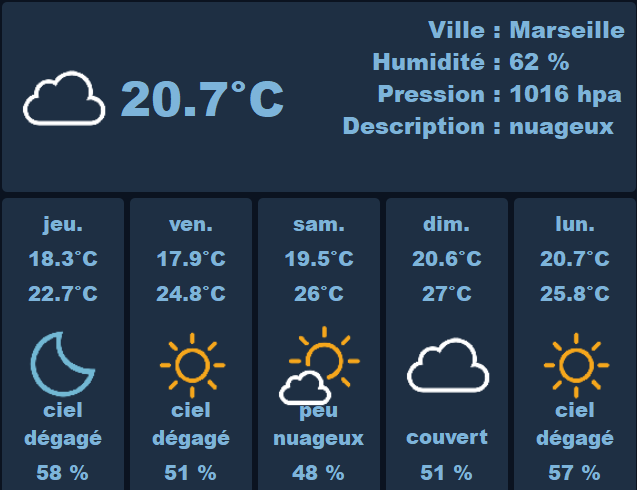 20.7°C
Ville : Marseille
Humidité : 62 %
Pression : 1016 hpa
Description : nuageux
jeu.
18.3°C
22.7°C
ciel
dégagé
58 %
ven.
17.9°C
24.8°C
ciel
dégagé
51 %
sam.
19.5°C
26°C
peu
nuageux
48 %
dim.
20.6°C
27°C
couvert
51 %
lun.
20.7°C
25.8°C
ciel
dégagé
57 %